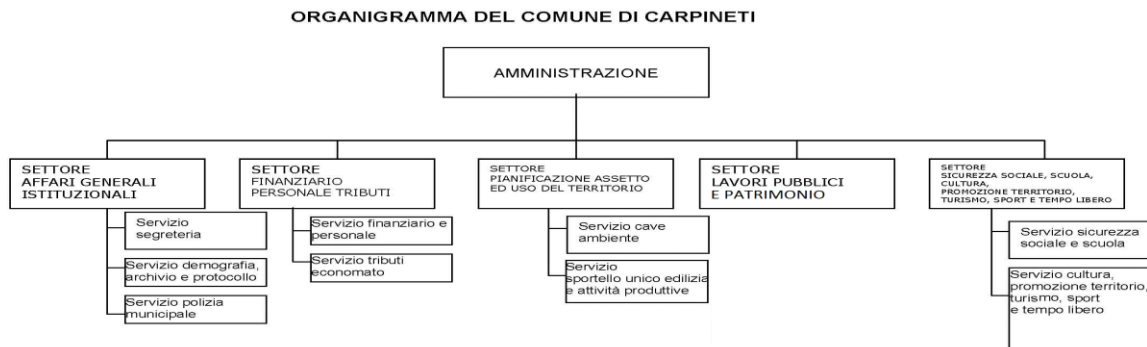 ORGANIGRAMMA DEL COMUNE DI CARPINETI
AMMINISTRAZIONE
SETTORE
AFFARI GENERALI
ISTITUZIONALI
Servizio
segreteria
Servizio demografia,
archivio e protocollo
Servizio polizia
municipale
SETTORE
FINANZIARIO
PERSONALE TRIBUTI
Servizio finanziario e
personale
Servizio tributi
economato
SETTORE
PIANIFICAZIONE ASSETTO
ED USO DEL TERRITORIO
Servizio cave
ambiente
Servizio
sportello unico edilizia
e attività produttive
SETTORE
LAVORI PUBBLICI
E PATRIMONIO
SETTORE
SICUREZZA SOCIALE, SCUOLA,
CULTURA,
PROMOZIONE TERRITORIO,
TURISMO, SPORT E TEMPO LIBERO
Servizio sicurezza
sociale e scuola
Servizio cultura,
promozione territorio,
turismo, sport
e tempo libero